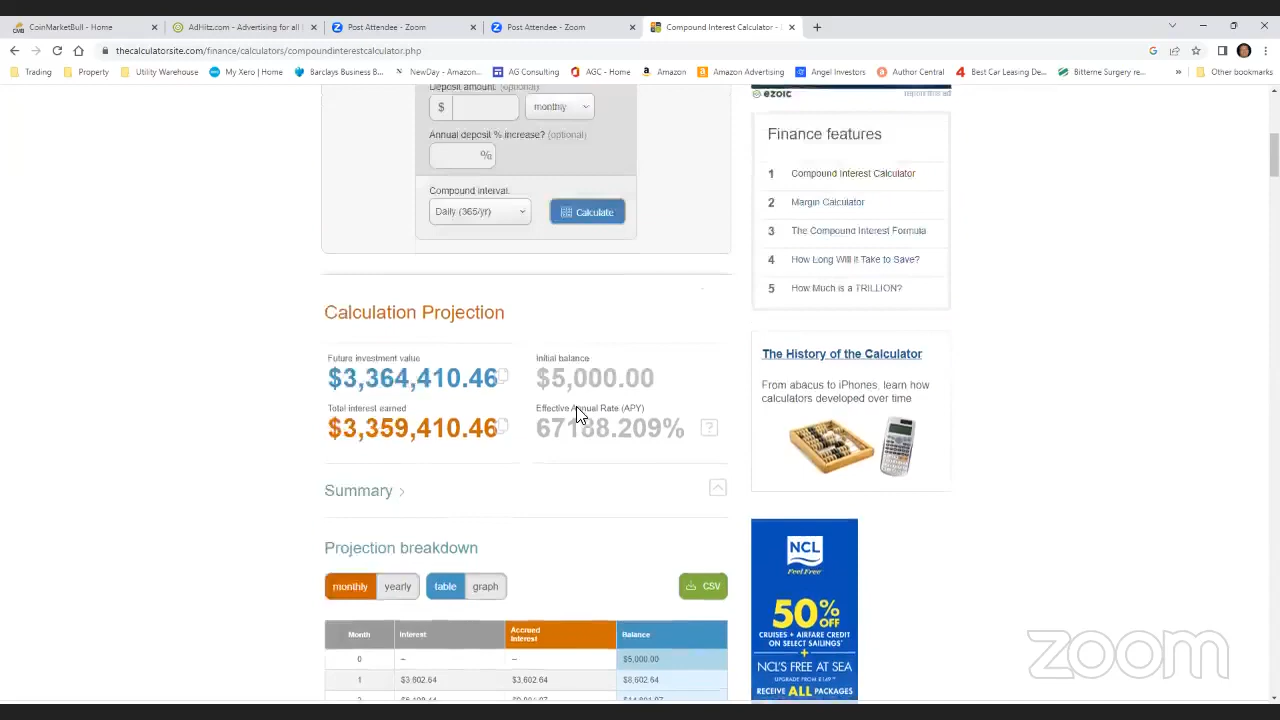 CoinMarketBull - Home
AdHitz.com - Advertising for all
Post Attendee - Zoom
Post Attendee - Zoom
Compound Interest Calculator -
thecalculatorsite.com/finance/calculators/compoundinterestcalculator.php
Trading
Property
Utility Warehouse
My Xero | Home
Barclays Business B...
NewDay - Amazon...
AG Consulting
AGC - Home
Amazon
Amazon Advertising
Angel Investors
Author Central
Best Car Leasing De...
Bitterne Surgery re...
Other bookmarks
Deposit amount: (optional)
$
monthly
Annual deposit % increase? (optional)
%
Compound interval:
Daily (365/yr)
Calculate
Calculation Projection
Future investment value
$3,364,410.46
Initial balance
$5,000.00
Total interest earned
$3,359,410.46
Effective Annual Rate (APY)
67188.209%
?
Summary >
Projection breakdown
monthly
yearly
table
graph
CSV
Month
Interest
Accrued
Interest
Balance
0
–
–
$5,000.00
1
$3,602.64
$3,602.64
$8,602.64
ezoic
report this ad
Finance features
1 Compound Interest Calculator
2 Margin Calculator
3 The Compound Interest Formula
4 How Long Will it Take to Save?
5 How Much is a TRILLION?
The History of the Calculator
From abacus to iPhones, learn how
calculators developed over time
NCL
Feel Free
50% OFF
CRUISES + AIRFARE CREDIT
ON SELECT SAILINGS*
+
NCL'S FREE AT SEA
RECEIVE ALL PACKAGES
zoom